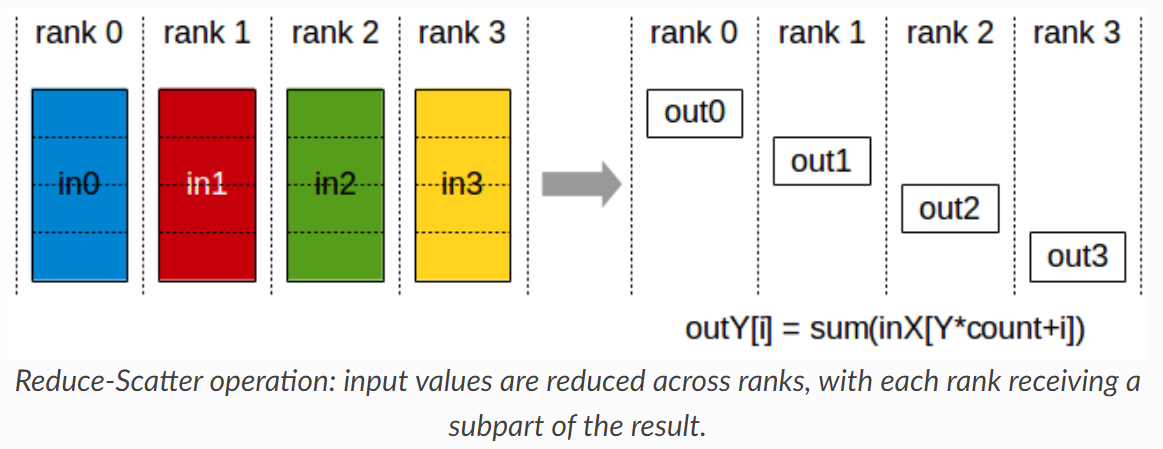 rank 0 rank 1 rank 2 rank 3 rank 0 rank 1 rank 2 rank 3
in0 in1 in2 in3
out0
out1
out2
out3
outY[i] = sum(inX[Y*count+i])
Reduce-Scatter operation: input values are reduced across ranks, with each rank receiving a
subpart of the result.